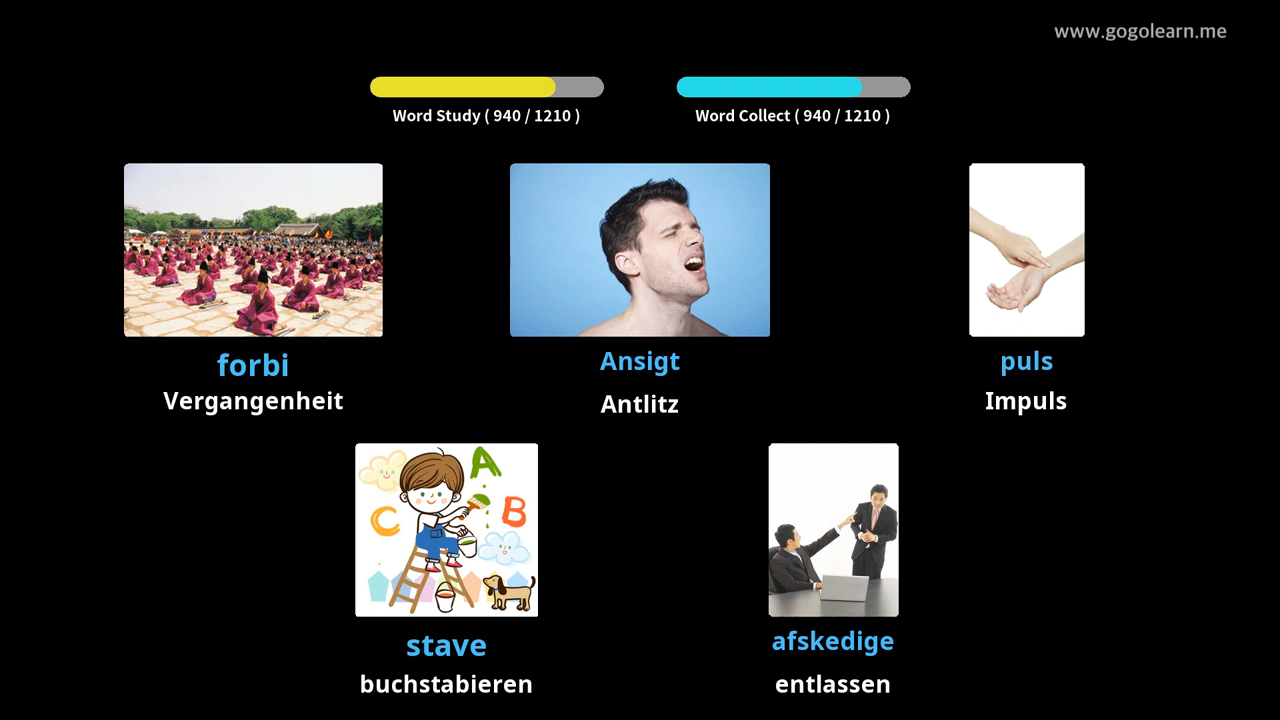 www.gogolearn.me
Word Study ( 940 / 1210 )
Word Collect ( 940 / 1210 )
forbi
Vergangenheit
Ansigt
Antlitz
puls
Impuls
A
B
C
stave
buchstabieren
afskedige
entlassen